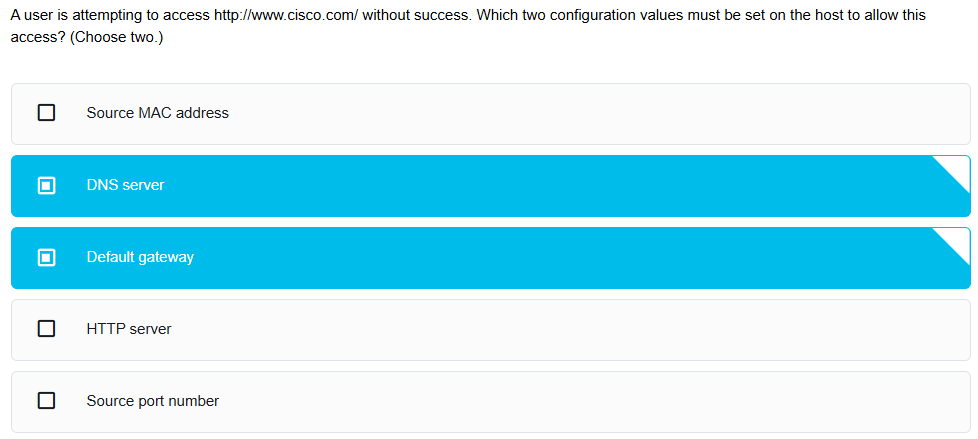 A user is attempting to access http://www.cisco.com/ without success. Which two configuration values must be set on the host to allow this
access? (Choose two.)
Source MAC address
DNS server
Default gateway
HTTP server
Source port number